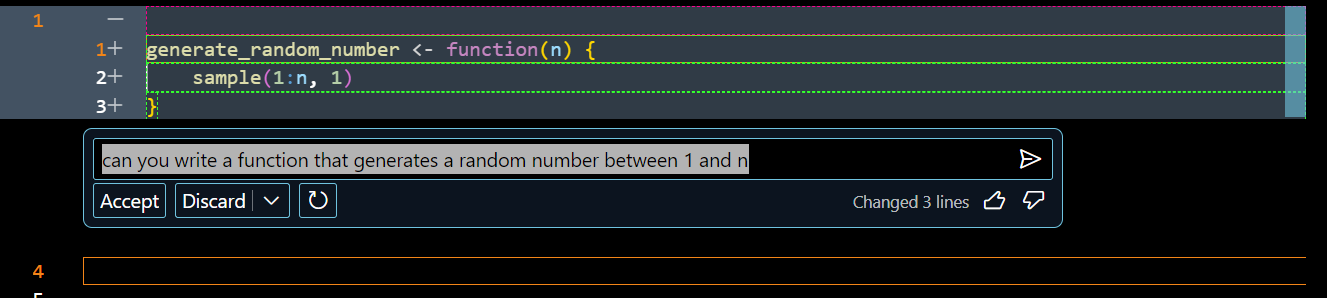 1 —
1+ generate_random_number <- function(n) {
2+ sample(1:n, 1)
3+ }
can you write a function that generates a random number between 1 and n
Accept Discard Changed 3 lines
4